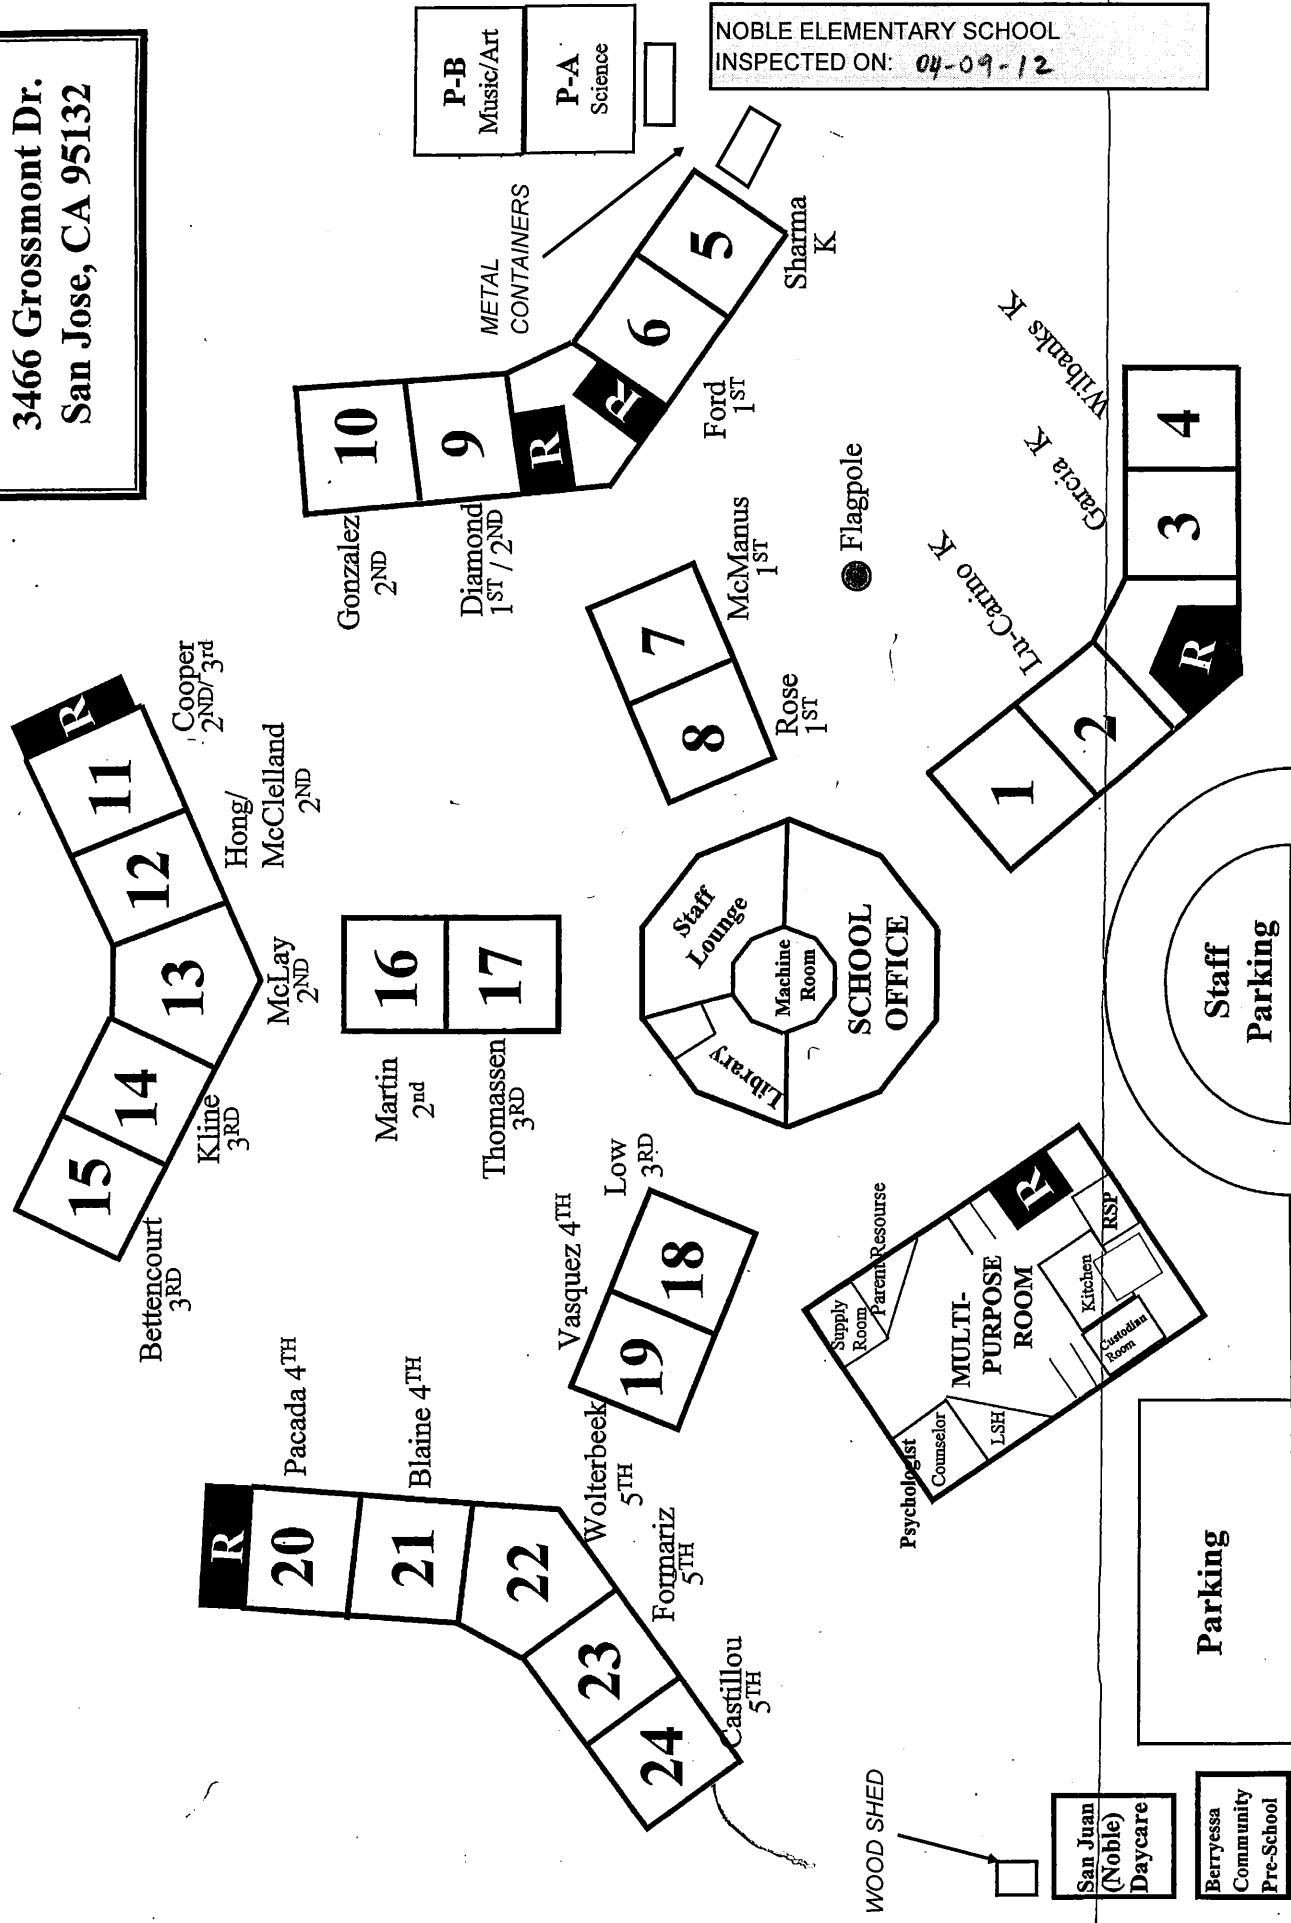 3466 Grossmont Dr.
San Jose, CA 95132
NOBLE ELEMENTARY SCHOOL
INSPECTED ON: 04-09-12
P-B
Music/Art
P-A
Science
METAL
CONTAINERS
5
Sharma
K
6
Ford
1ST
R
R
9
Diamond
1ST / 2ND
10
Gonzalez
2ND
7
McManus
1ST
8
Rose
1ST
Flagpole
Wilbanks K
4
Garcia K
3
Lu-Carino K
R
2
1
R
11
Cooper
2ND/ 3rd
12
Hong/
McClelland
2ND
13
McLay
2ND
14
Kline
3RD
15
Bettencourt
3RD
16
Martin
2nd
17
Thomassen
3RD
Staff
Lounge
Machine
Room
Library
SCHOOL
OFFICE
Staff
Parking
18
Low
3RD
19
Vasquez 4TH
R
20
Pacada 4TH
21
Blaine 4TH
22
Wolterbeek
5TH
23
Formariz
5TH
24
Castillou
5TH
Supply
Room
Parent Resourse
MULTI-
PURPOSE
ROOM
R
RSP
Kitchen
Custodian
Room
Psychologist
Counselor
LSH
Parking
WOOD SHED
San Juan
(Noble)
Daycare
Berryessa
Community
Pre-School